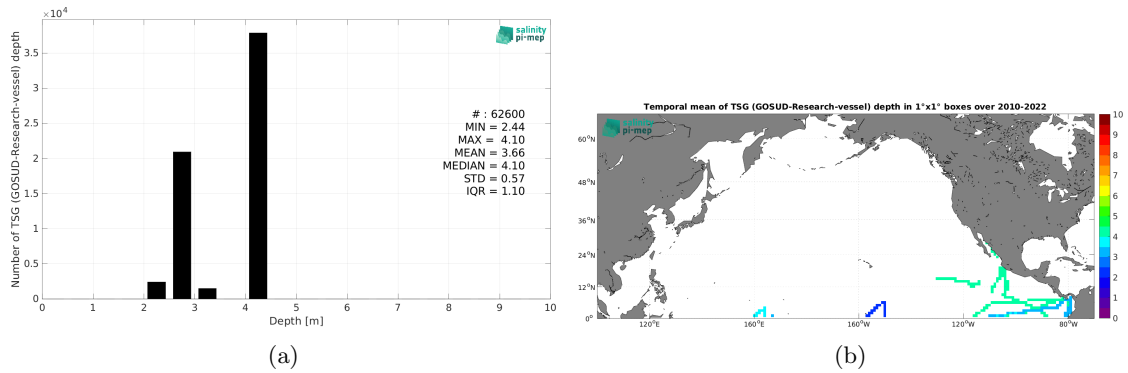 ×10⁴
salinity
pi-mep
Number of TSG (GOSUD-Research-vessel) depth
3.5
3
2.5
2
1.5
1
0.5
0
# : 62600
MIN = 2.44
MAX = 4.10
MEAN = 3.66
MEDIAN = 4.10
STD = 0.57
IQR = 1.10
0 1 2 3 4 5 6 7 8 9 10
Depth [m]
(a)
Temporal mean of TSG (GOSUD-Research-vessel) depth in 1°x1° boxes over 2010-2022
salinity
pi-mep
60°N
48°N
36°N
24°N
12°N
0°
120°E 160°E 160°W 120°W 80°W
10
9
8
7
6
5
4
3
2
1
0
(b)